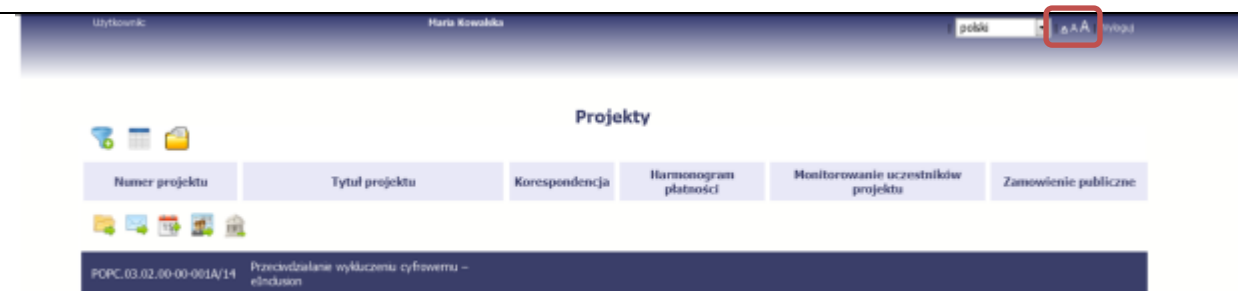 Użytkownik: Maria Kowalska polski A A A Wyloguj
Projekty
Numer projektu Tytuł projektu Korespondencja Harmonogram płatności Monitorowanie uczestników projektu Zamówienie publiczne
POPC.03.02.00-00-001A/14 Przeciwdziałanie wykluczeniu cyfrowemu –
eInclusion